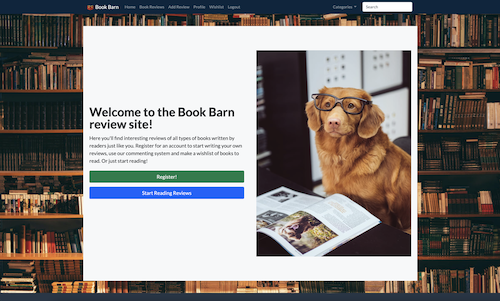 Book Barn
Home Book Reviews Add Review Profile Wishlist Logout
Categories
Search
Welcome to the Book Barn
review site!
Here you'll find interesting reviews of all types of books written by
readers just like you. Register for an account to start writing your own
reviews, use our commenting system and make a wishlist of books to
read. Or just start reading!
Register!
Start Reading Reviews